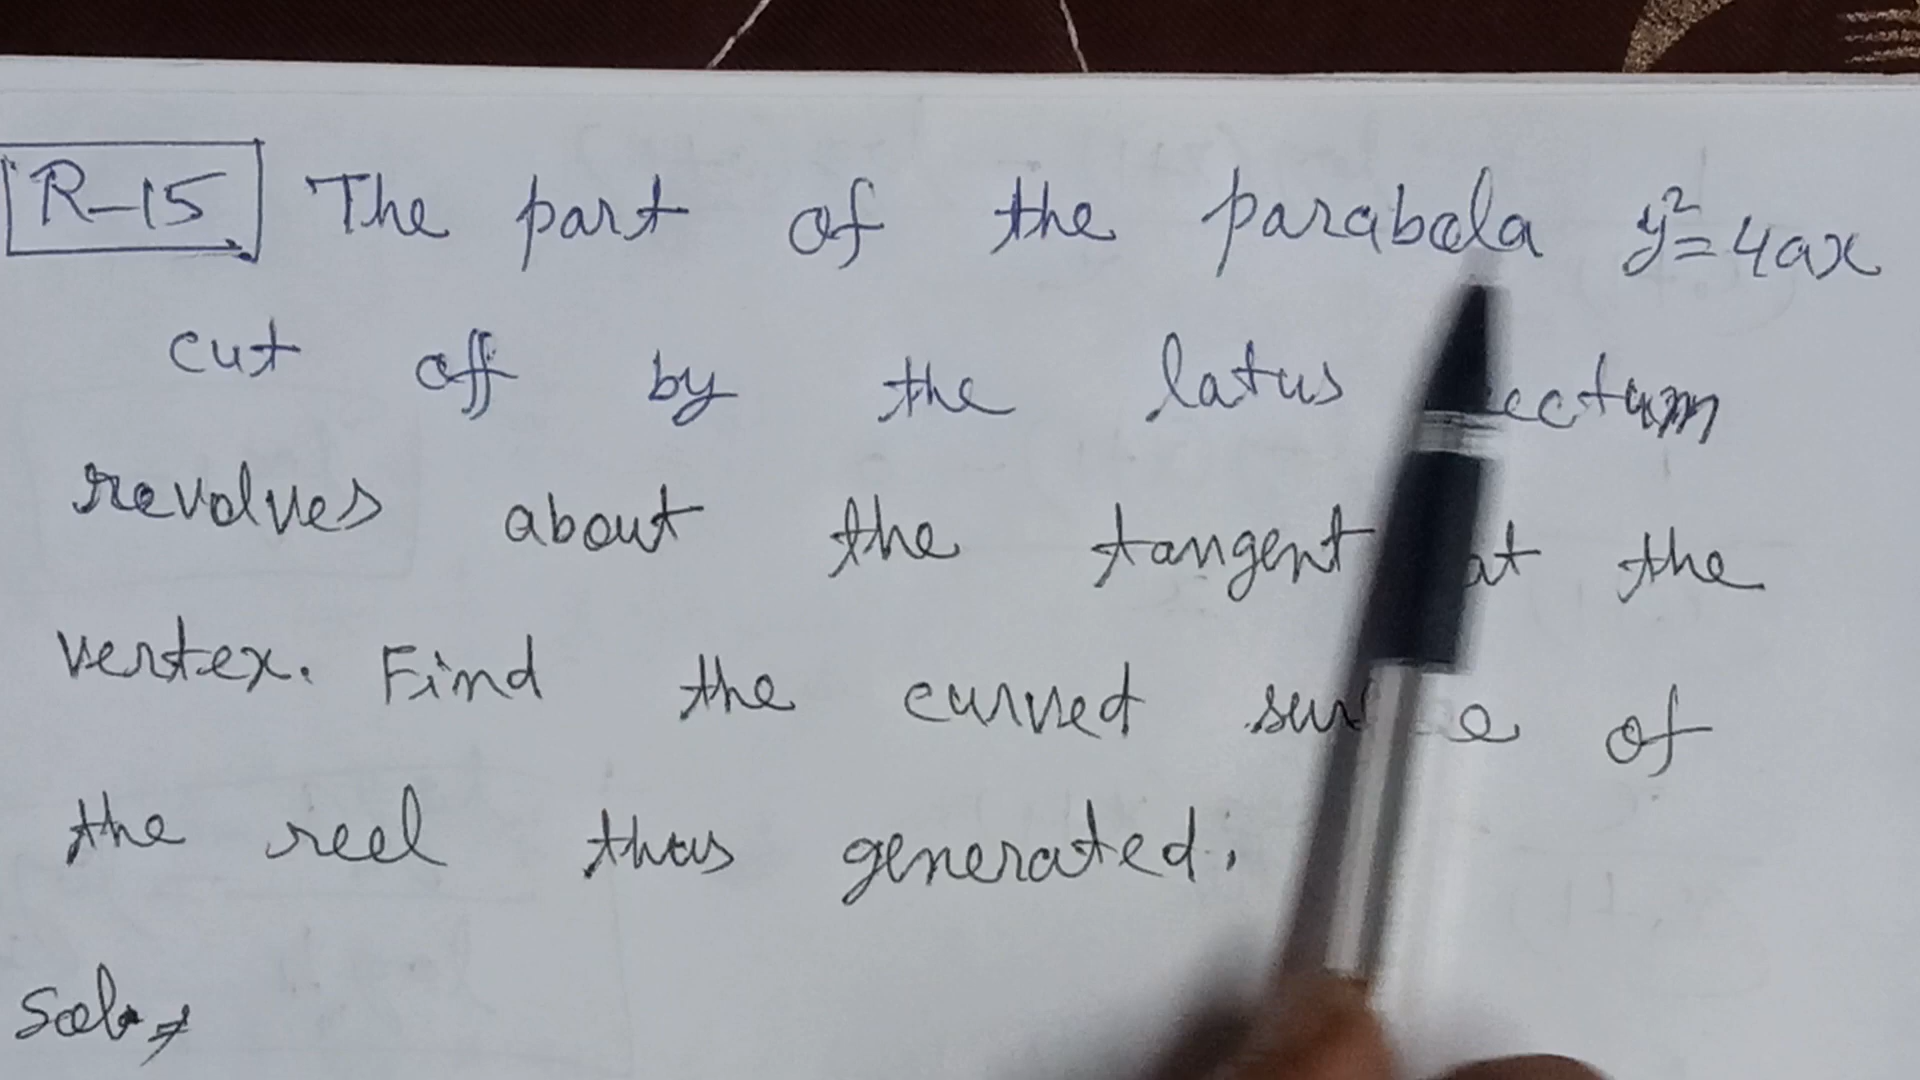 R-15 The part of the parabola y²=4ax
cut off by the latus
revolves about the tangent at the
vertex. Find the curved of
the reel thus generated.
Sol⇒